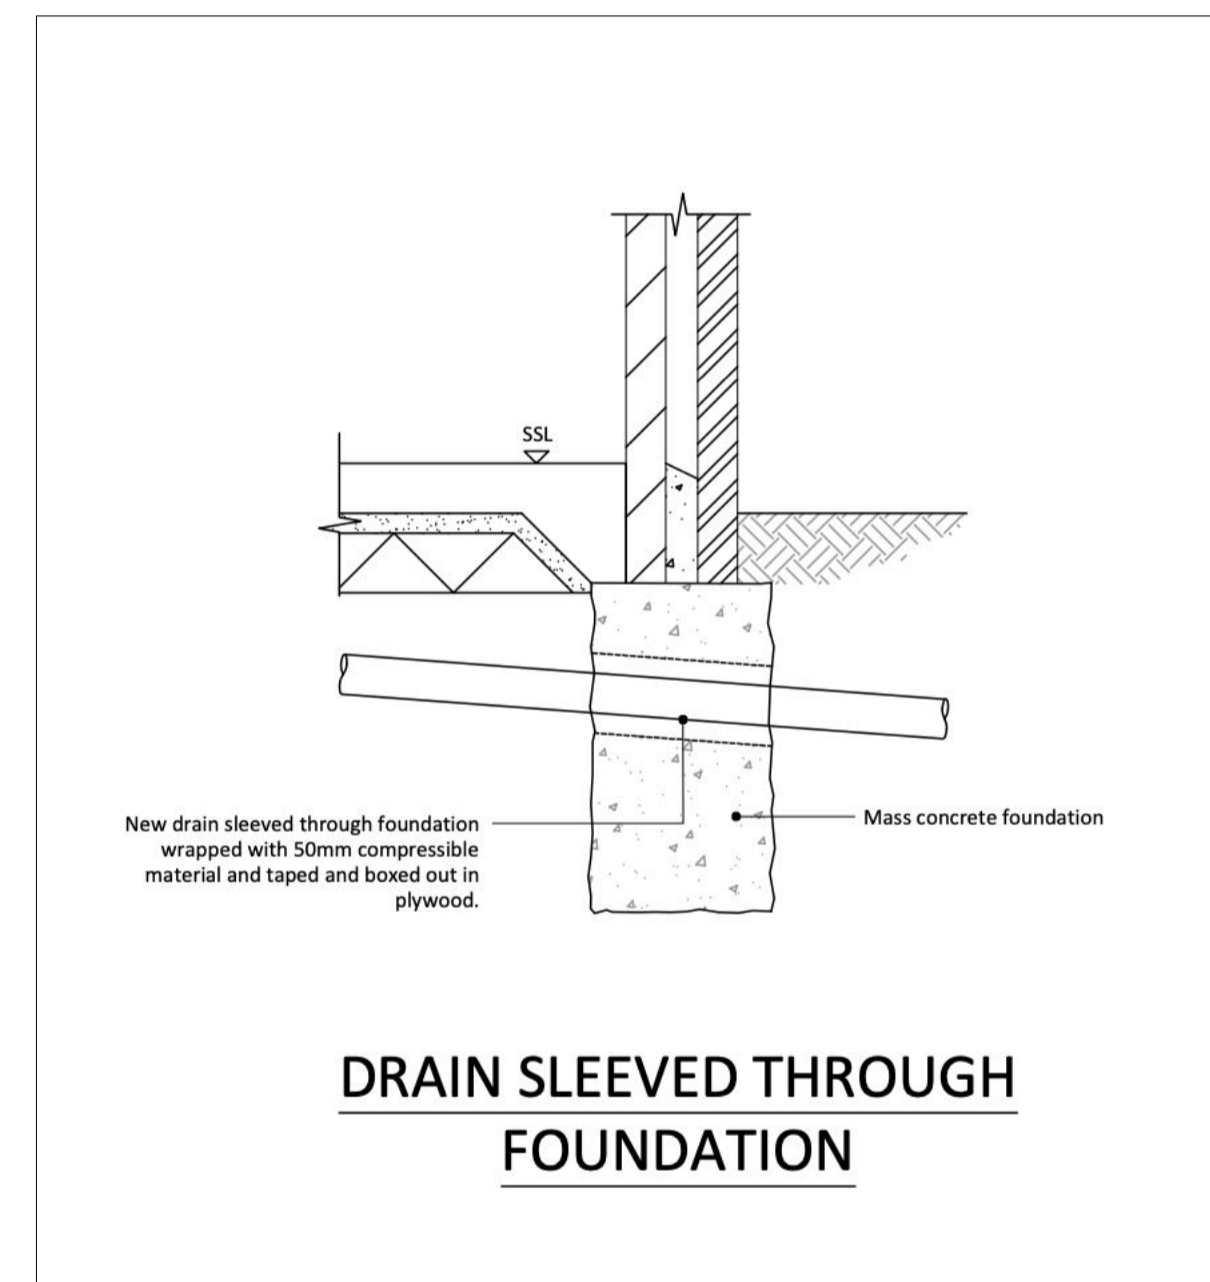 SSL
New drain sleeved through foundation
wrapped with 50mm compressible
material and taped and boxed out in
plywood.
Mass concrete foundation
DRAIN SLEEVED THROUGH
FOUNDATION